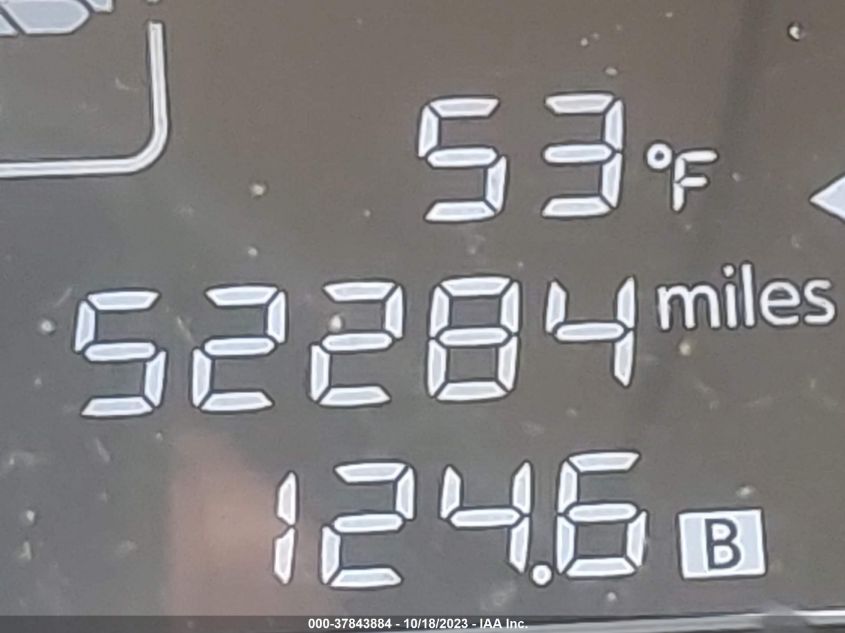 53 °F
52284 miles
124.6 B
000-37843884 - 10/18/2023 - IAA Inc.